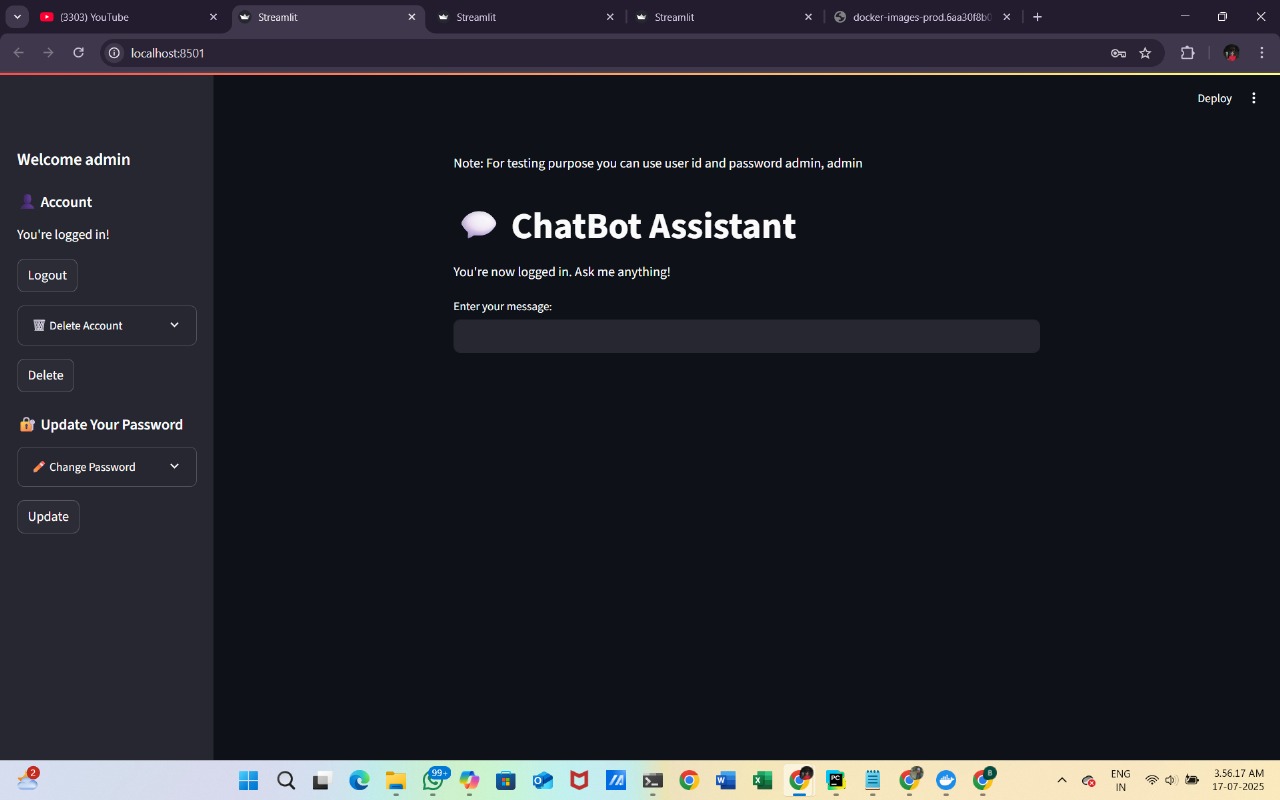 (3303) YouTube
Streamlit
Streamlit
Streamlit
docker-images-prod.6aa30f8b0
localhost:8501
Deploy
Welcome admin
Account
You're logged in!
Logout
Delete Account
Delete
Update Your Password
Change Password
Update
Note: For testing purpose you can use user id and password admin, admin
ChatBot Assistant
You're now logged in. Ask me anything!
Enter your message:
2
99+
W
X
PC
8
ENG
IN
3.56.17 AM
17-07-2025